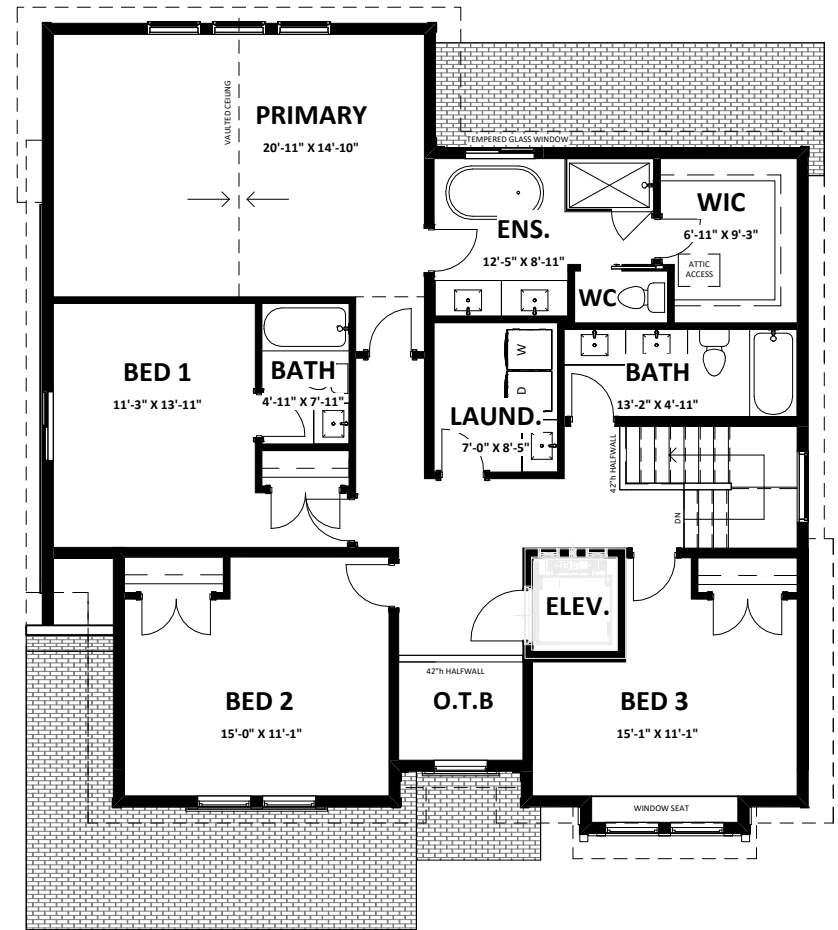 VAULTED CEILING
PRIMARY
20'-11" X 14'-10"
TEMPERED GLASS WINDOW
ENS.
12'-5" X 8'-11"
WIC
6'-11" X 9'-3"
ATTIC
ACCESS
WC
BED 1
11'-3" X 13'-11"
BATH
4'-11" X 7'-11"
W
D
LAUND.
7'-0" X 8'-5"
BATH
13'-2" X 4'-11"
42"h HALFWALL
DN
ELEV.
BED 2
15'-0" X 11'-1"
42"h HALFWALL
O.T.B
BED 3
15'-1" X 11'-1"
WINDOW SEAT